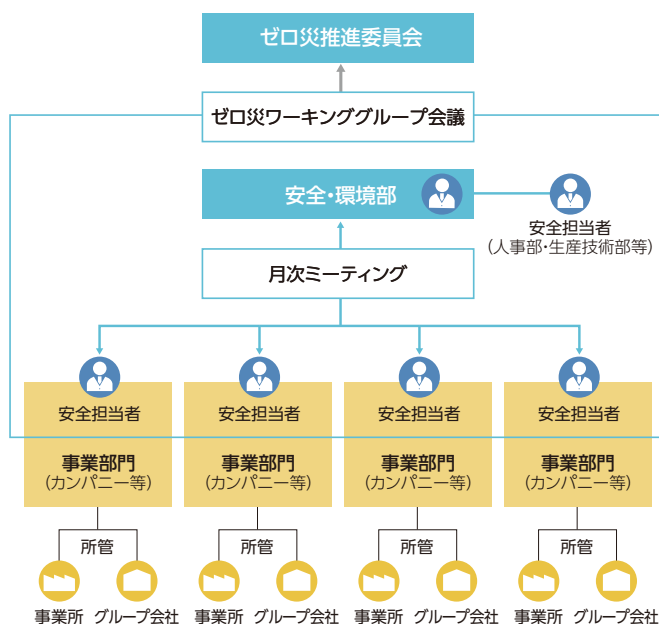 ゼロ災推進委員会
ゼロ災ワーキンググループ会議
安全・環境部
安全担当者
(人事部・生産技術部等)
月次ミーティング
安全担当者 安全担当者 安全担当者 安全担当者
事業部門 事業部門 事業部門 事業部門
(カンパニー等) (カンパニー等) (カンパニー等) (カンパニー等)
所管 所管 所管 所管
事業所 グループ会社 事業所 グループ会社 事業所 グループ会社 事業所 グループ会社